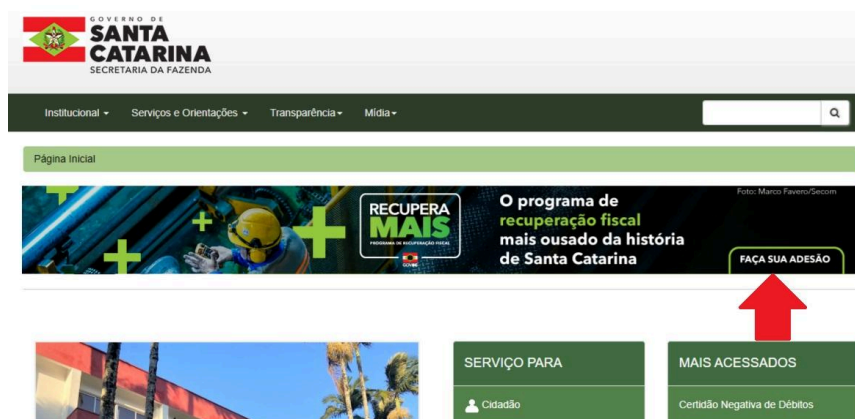 GOVERNO DE
SANTA
CATARINA
SECRETARIA DA FAZENDA
Institucional
Serviços e Orientações
Transparência
Mídia
Página Inicial
Foto: Marco Favero/Secom
RECUPERA
MAIS
PROGRAMA DE RECUPERAÇÃO FISCAL
O programa de
recuperação fiscal
mais ousado da história
de Santa Catarina
FAÇA SUA ADESÃO
SERVIÇO PARA
Cidadão
MAIS ACESSADOS
Certidão Negativa de Débitos